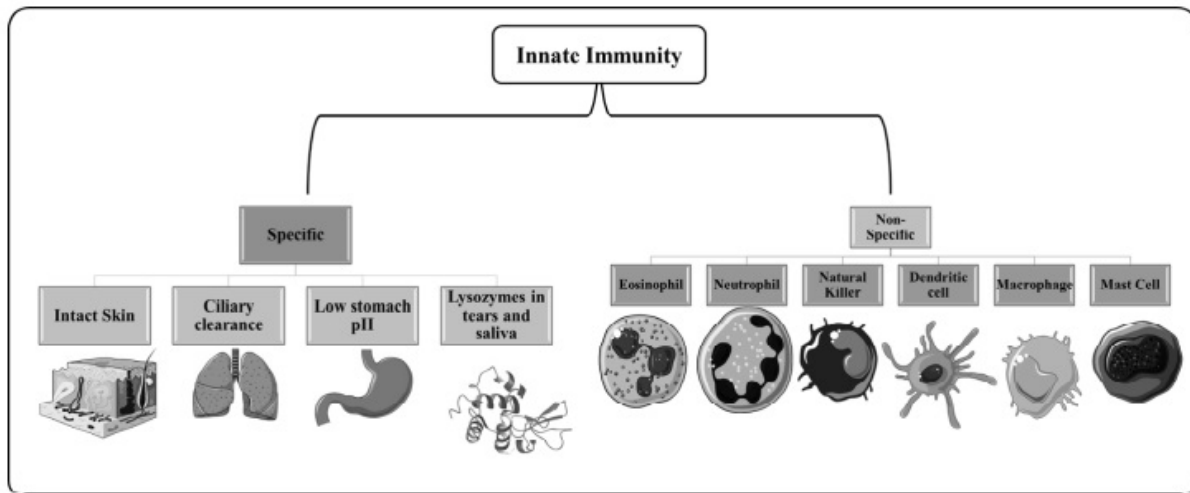 Innate Immunity
Specific
Non-
Specific
Intact Skin
Ciliary
clearance
Low stomach
pII
Lysozymes in
tears and
saliva
Eosinophil
Neutrophil
Natural
Killer
Dendritic
cell
Macrophage
Mast Cell